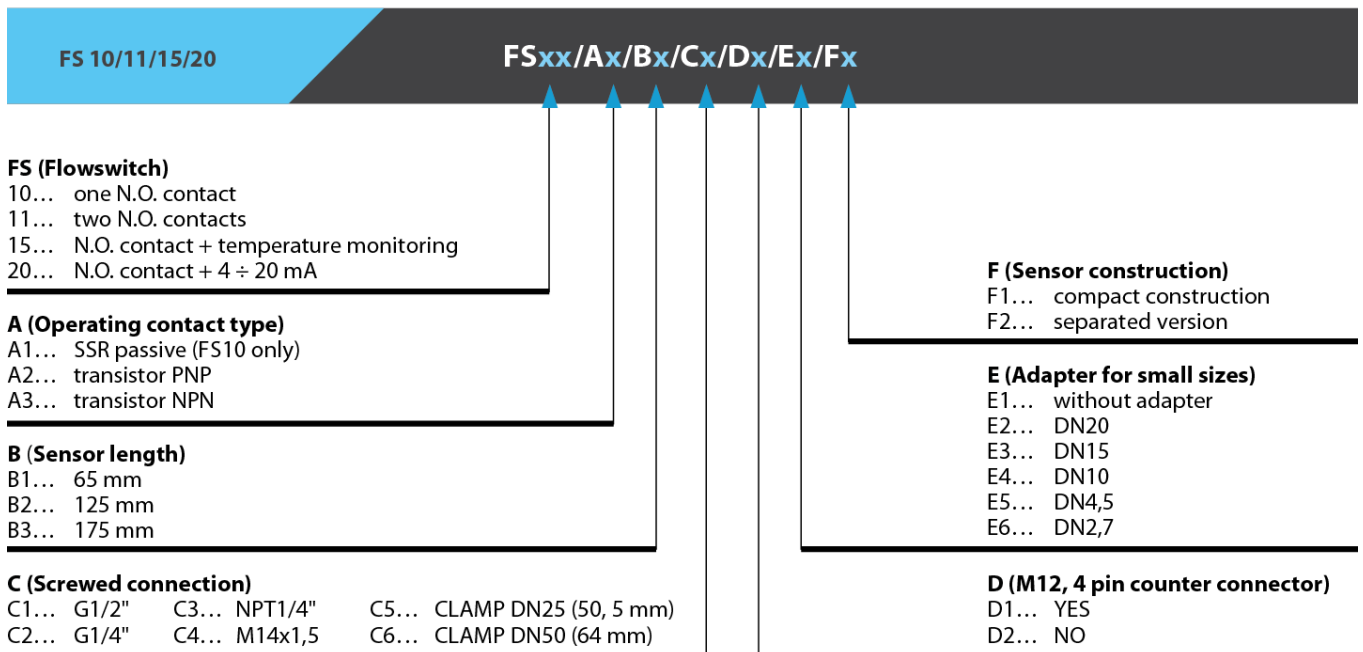 FS 10/11/15/20
FSxx/Ax/Bx/Cx/Dx/Ex/Fx
FS (Flowswitch)
10… one N.O. contact
11… two N.O. contacts
15… N.O. contact + temperature monitoring
20… N.O. contact + 4 ÷ 20 mA
A (Operating contact type)
A1… SSR passive (FS10 only)
A2… transistor PNP
A3… transistor NPN
B (Sensor length)
B1… 65 mm
B2… 125 mm
B3… 175 mm
C (Screwed connection)
C1… G1/2" C3… NPT1/4" C5… CLAMP DN25 (50, 5 mm)
C2… G1/4" C4… M14x1,5 C6… CLAMP DN50 (64 mm)
F (Sensor construction)
F1… compact construction
F2… separated version
E (Adapter for small sizes)
E1… without adapter
E2… DN20
E3… DN15
E4… DN10
E5… DN4,5
E6… DN2,7
D (M12, 4 pin counter connector)
D1… YES
D2… NO